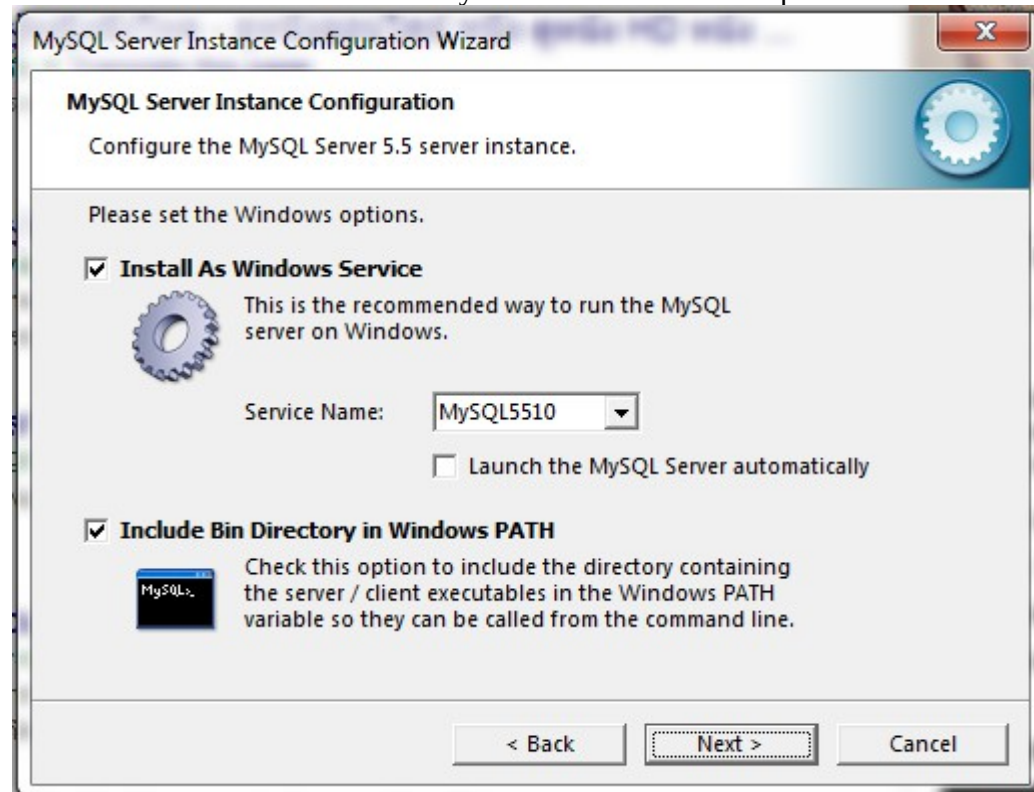 MySQL Server Instance Configuration Wizard
MySQL Server Instance Configuration
Configure the MySQL Server 5.5 server instance.
Please set the Windows options.
Install As Windows Service
This is the recommended way to run the MySQL
server on Windows.
Service Name: MySQL5510
Launch the MySQL Server automatically
Include Bin Directory in Windows PATH
MySQL>_
Check this option to include the directory containing
the server / client executables in the Windows PATH
variable so they can be called from the command line.
< Back Next > Cancel